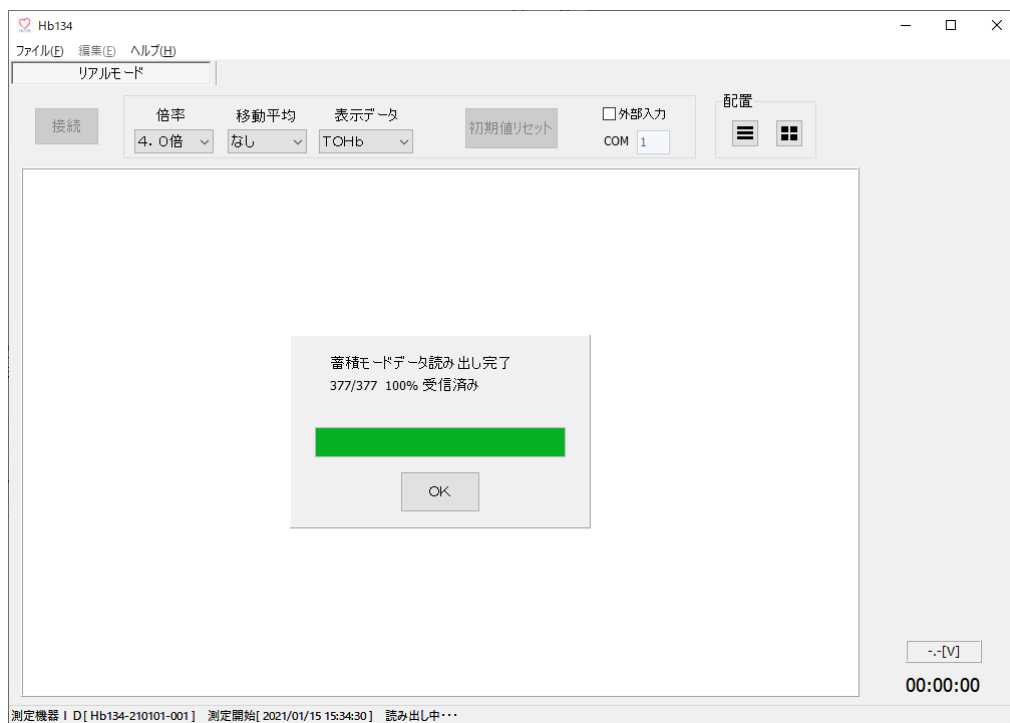 Hb134
ファイル(F) 編集(E) ヘルプ(H)
リアルモード
接続
倍率
4．0倍
移動平均
なし
表示データ
TOHb
初期値リセット
外部入力
COM 1
配置
蓄積モードデータ読み出し完了
377/377 100% 受信済み
OK
-.-[V]
00:00:00
測定機器ＩＤ[ Hb134-210101-001 ] 測定開始[ 2021/01/15 15:34:30 ] 読み出し中･･･